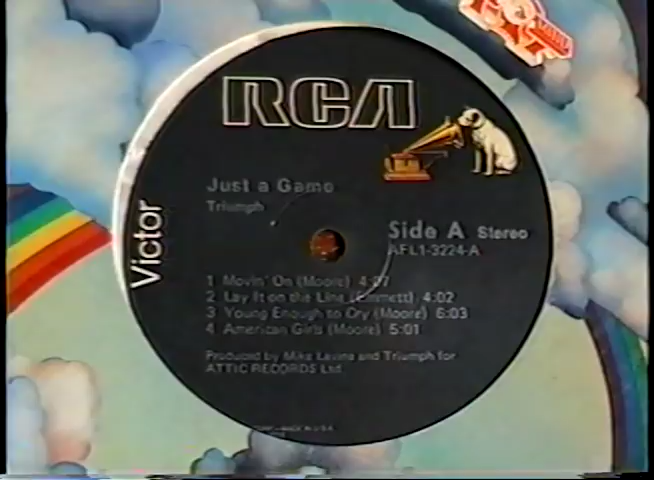 RCA
Victor
Just a Game
Triumph
Side A Stereo
AFL1-3224-A
1 Movin' On (Moore) 4:07
2 Lay It on the Line (Emmett) 4:02
3 Young Enough to Cry (Moore) 6:03
4 American Girls (Moore) 5:01
Produced by Mike Levine and Triumph for
ATTIC RECORDS Ltd.
MADE IN U.S.A.